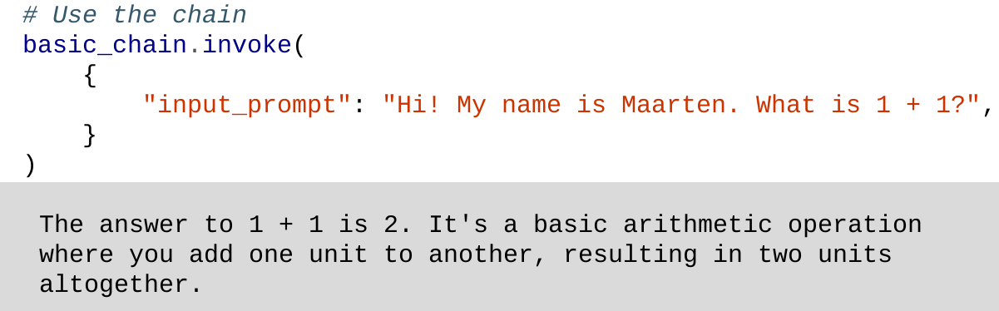 # Use the chain
basic_chain.invoke(
    {
        "input_prompt": "Hi! My name is Maarten. What is 1 + 1?",
    }
)
The answer to 1 + 1 is 2. It's a basic arithmetic operation
where you add one unit to another, resulting in two units
altogether.